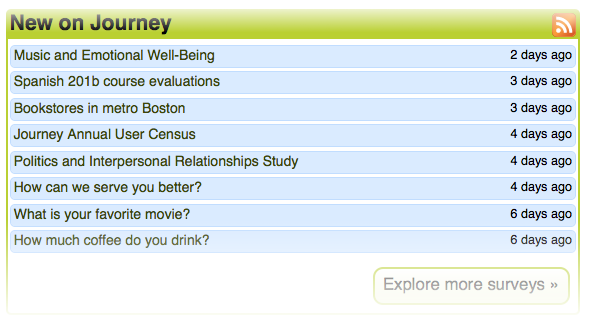 New on Journey
Music and Emotional Well-Being 2 days ago
Spanish 201b course evaluations 3 days ago
Bookstores in metro Boston 3 days ago
Journey Annual User Census 4 days ago
Politics and Interpersonal Relationships Study 4 days ago
How can we serve you better? 4 days ago
What is your favorite movie? 6 days ago
How much coffee do you drink? 6 days ago
Explore more surveys »